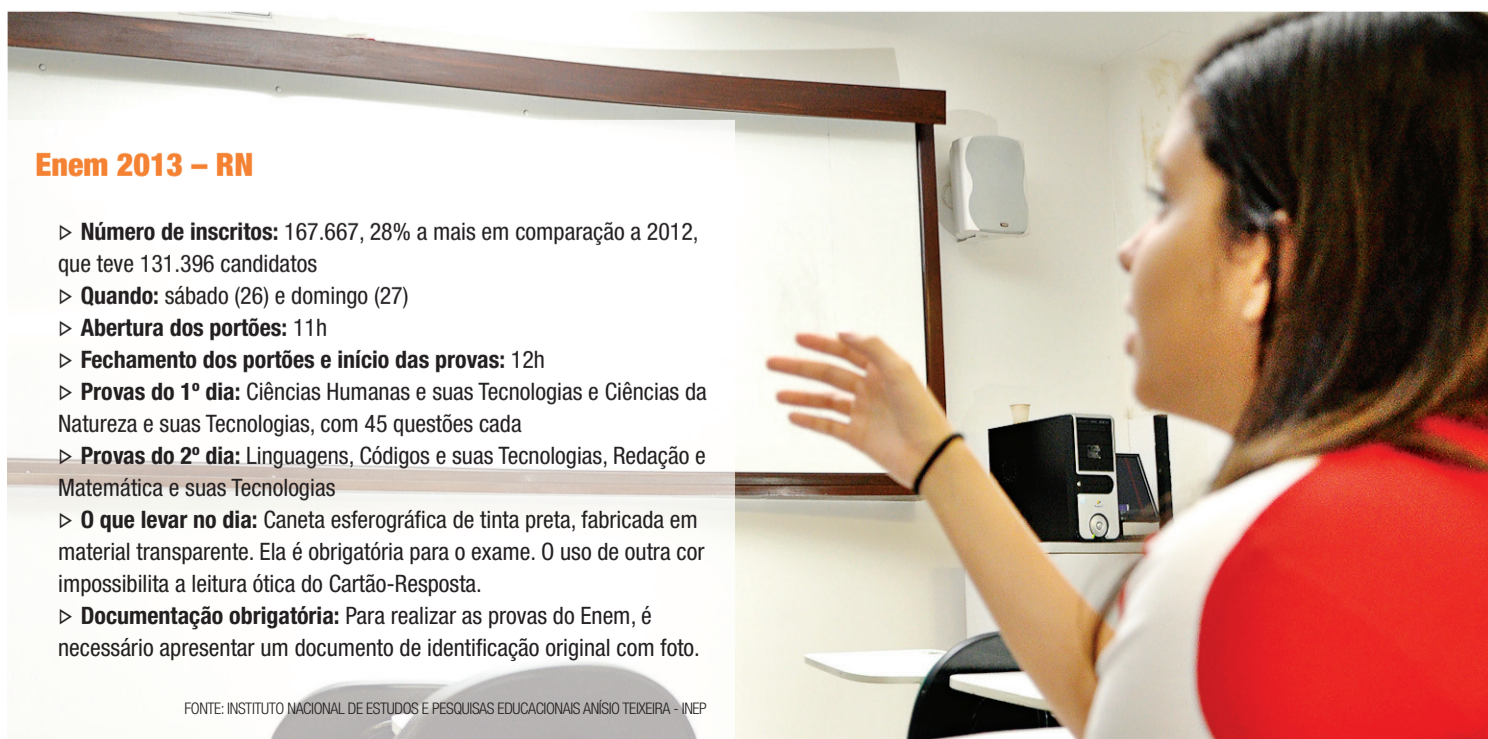 Enem 2013 – RN
▷ Número de inscritos: 167.667, 28% a mais em comparação a 2012,
que teve 131.396 candidatos
▷ Quando: sábado (26) e domingo (27)
▷ Abertura dos portões: 11h
▷ Fechamento dos portões e início das provas: 12h
▷ Provas do 1º dia: Ciências Humanas e suas Tecnologias e Ciências da
Natureza e suas Tecnologias, com 45 questões cada
▷ Provas do 2º dia: Linguagens, Códigos e suas Tecnologias, Redação e
Matemática e suas Tecnologias
▷ O que levar no dia: Caneta esferográfica de tinta preta, fabricada em
material transparente. Ela é obrigatória para o exame. O uso de outra cor
impossibilita a leitura ótica do Cartão-Resposta.
▷ Documentação obrigatória: Para realizar as provas do Enem, é
necessário apresentar um documento de identificação original com foto.
FONTE: INSTITUTO NACIONAL DE ESTUDOS E PESQUISAS EDUCACIONAIS ANÍSIO TEIXEIRA - INEP